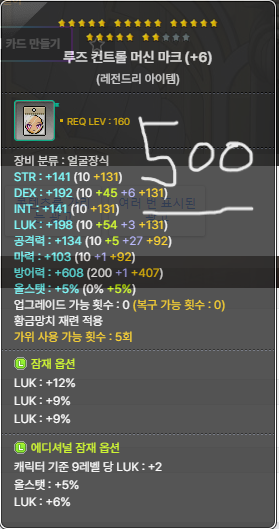 카드 만들기
루즈 컨트롤 머신 마크 (+6)
(레전드리 아이템)
REQ LEV : 160
500
장비 분류 : 얼굴장식
STR : +141 (10 +131)
DEX : +192 (10 +45 +6 +131)
INT : +141 (10 +131)
LUK : +198 (10 +54 +3 +131)
공격력 : +134 (10 +5 +27 +92)
마력 : +103 (10 +1 +92)
방어력 : +608 (200 +1 +407)
올스탯 : +5% (0% +5%)
업그레이드 가능 횟수 : 0 (복구 가능 횟수 : 0)
황금망치 재련 적용
가위 사용 가능 횟수 : 5회
잠재 옵션
LUK : +12%
LUK : +9%
LUK : +9%
에디셔널 잠재 옵션
캐릭터 기준 9레벨 당 LUK : +2
올스탯 : +5%
LUK : +6%